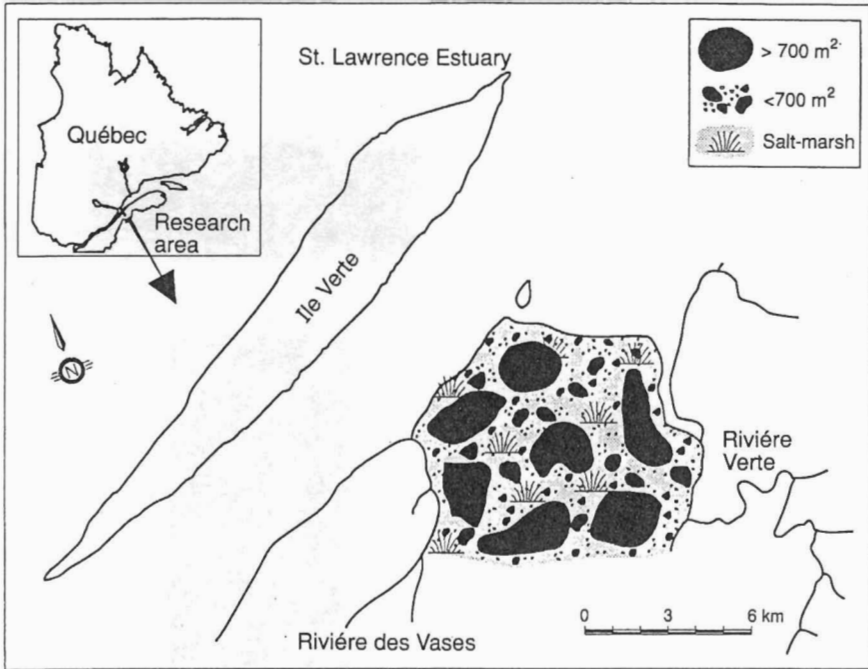 St. Lawrence Estuary
> 700 m²
<700 m²
Salt-marsh
Québec
Research
area
Ile Verte
N
Riviére
Verte
0 3 6 km
Riviére des Vases